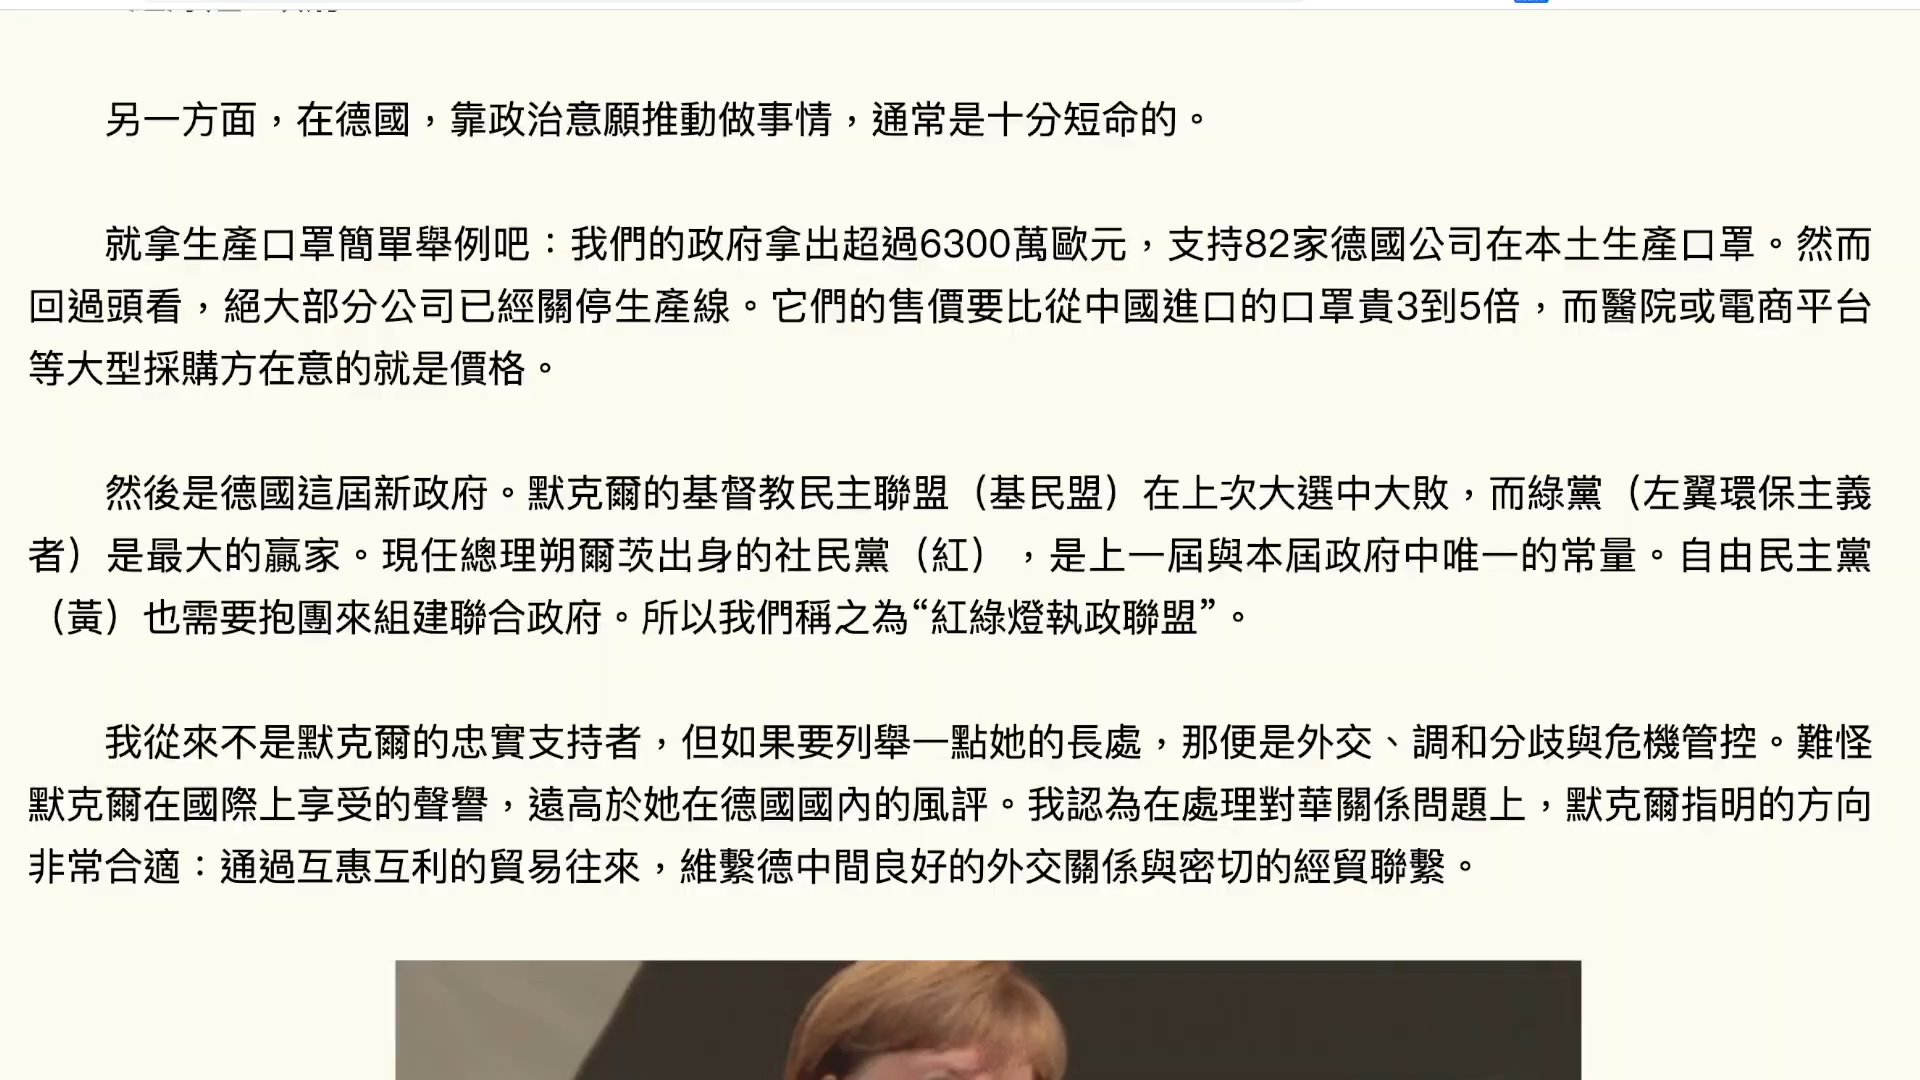 另一方面，在德國，靠政治意願推動做事情，通常是十分短命的。
就拿生產口罩簡單舉例吧：我們的政府拿出超過6300萬歐元，支持82家德國公司在本土生產口罩。然而
回過頭看，絕大部分公司已經關停生產線。它們的售價要比從中國進口的口罩貴3到5倍，而醫院或電商平台
等大型採購方在意的就是價格。
然後是德國這屆新政府。默克爾的基督教民主聯盟（基民盟）在上次大選中大敗，而綠黨（左翼環保主義
者）是最大的贏家。現任總理朔爾茨出身的社民黨（紅），是上一屆與本屆政府中唯一的常量。自由民主黨
（黃）也需要抱團來組建聯合政府。所以我們稱之為“紅綠燈執政聯盟”。
我從來不是默克爾的忠實支持者，但如果要列舉一點她的長處，那便是外交、調和分歧與危機管控。難怪
默克爾在國際上享受的聲譽，遠高於她在德國國內的風評。我認為在處理對華關係問題上，默克爾指明的方向
非常合適：通過互惠互利的貿易往來，維繫德中間良好的外交關係與密切的經貿聯繫。